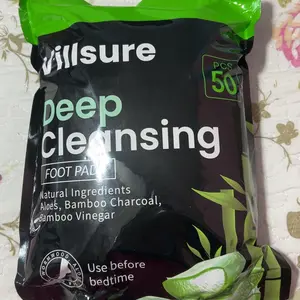 Villsure
PCS
50
Deep
Cleansing
FOOT PAD
Natural Ingredients
Aloes, Bamboo Charcoal,
Bamboo Vinegar
Use before
bedtime